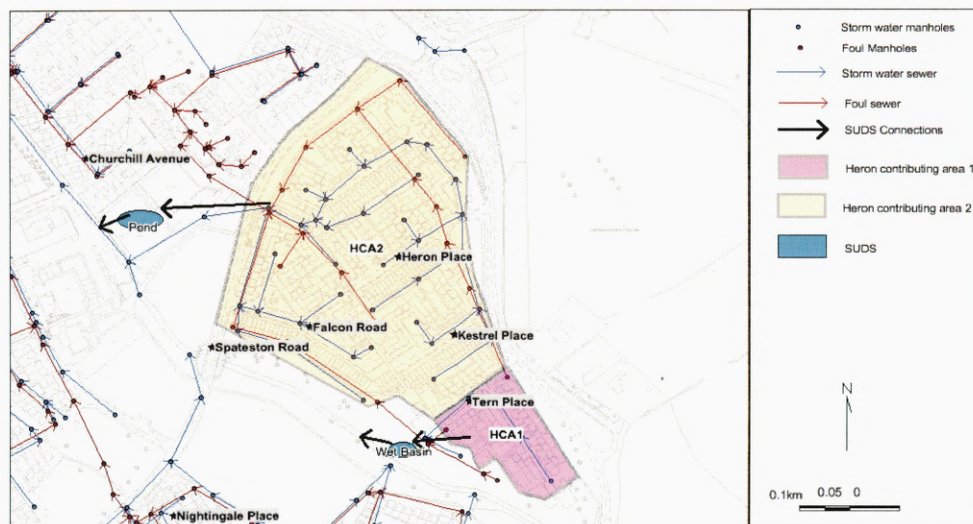 Churchill Avenue
Pond
HCA2
Heron Place
Falcon Road
Kestrel Place
Spateston Road
Tern Place
HCA1
Wet Basin
Nightingale Place
Storm water manholes
Foul Manholes
Storm water sewer
Foul sewer
SUDS Connections
Heron contributing area 1
Heron contributing area 2
SUDS
N
0.1km 0.05 0